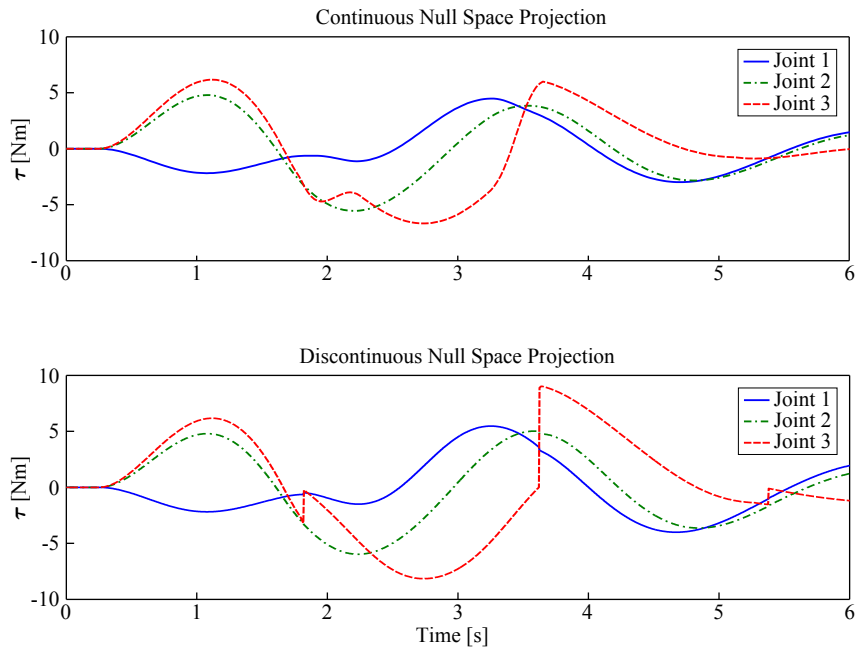 Continuous Null Space Projection
10
5
0
-5
-10
τ [Nm]
Joint 1
Joint 2
Joint 3
0 1 2 3 4 5 6
Discontinuous Null Space Projection
10
5
0
-5
-10
τ [Nm]
Joint 1
Joint 2
Joint 3
0 1 2 3 4 5 6
Time [s]